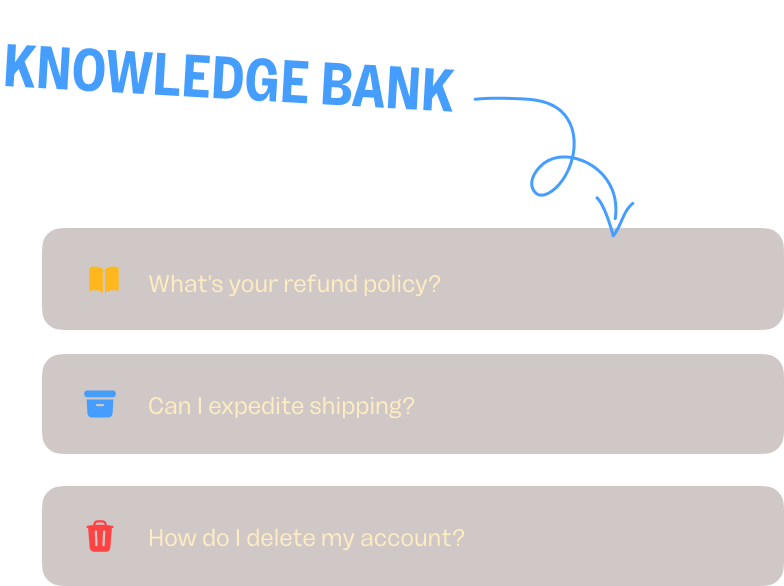 KNOWLEDGE BANK
What's your refund policy?
Can I expedite shipping?
How do I delete my account?